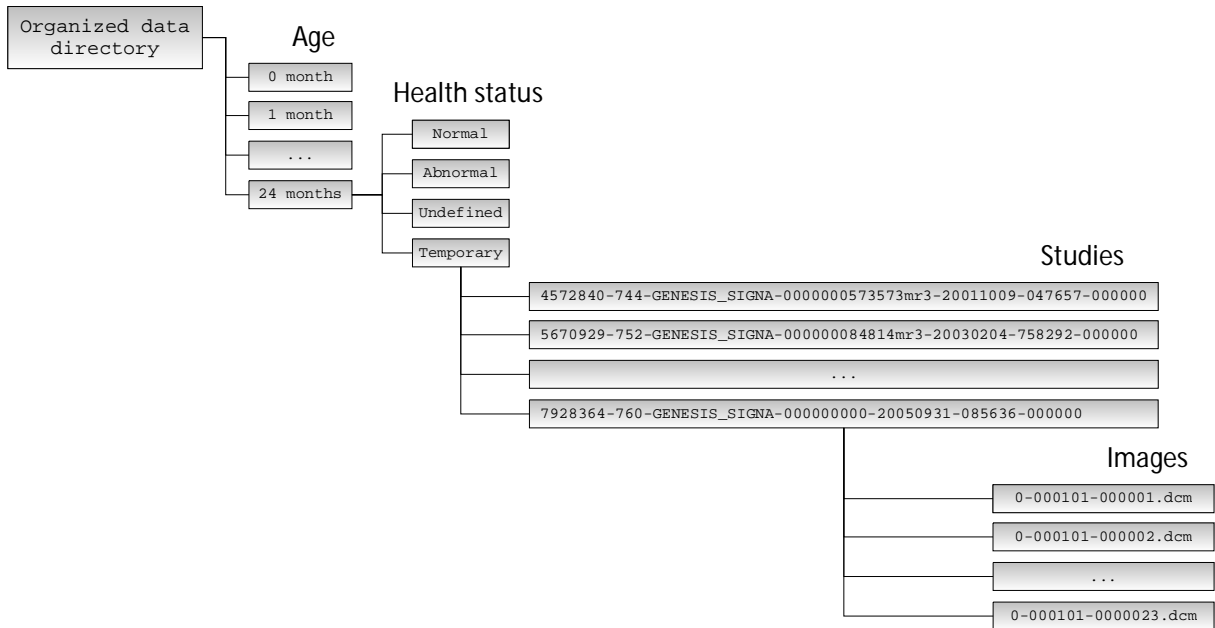 Organized data
directory
Age
0 month
1 month
...
24 months
Health status
Normal
Abnormal
Undefined
Temporary
Studies
4572840-744-GENESIS_SIGNA-0000000573573mr3-20011009-047657-000000
5670929-752-GENESIS_SIGNA-000000084814mr3-20030204-758292-000000
...
7928364-760-GENESIS_SIGNA-000000000-20050931-085636-000000
Images
0-000101-000001.dcm
0-000101-000002.dcm
...
0-000101-0000023.dcm